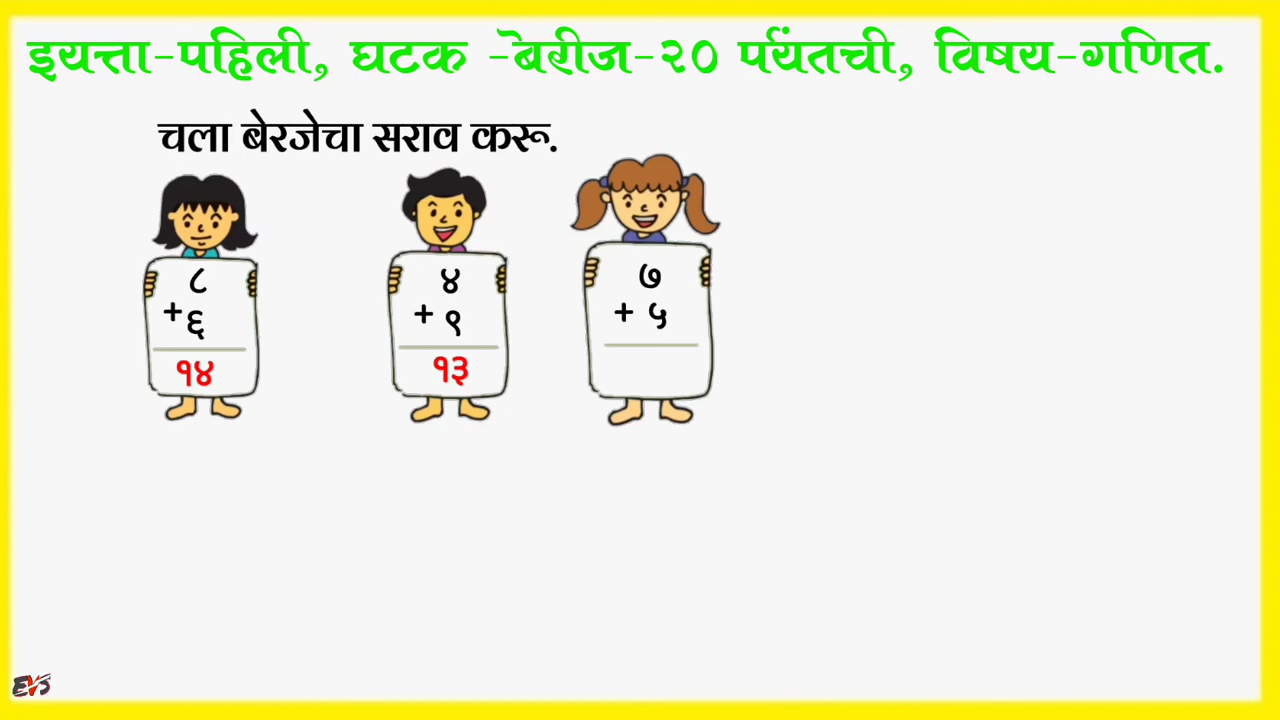 इयत्ता-पहिली, घटक -बेरीज-२० पर्यंतची, विषय-गणित.
चला बेरजेचा सराव करू.
८
+६
१४
४
+ ९
१३
७
+ ५
EVS